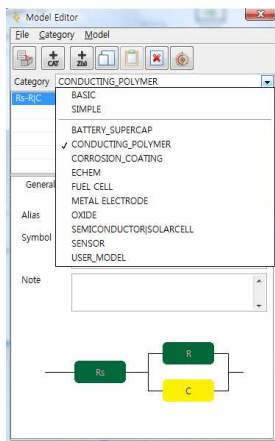 Model Editor
File Category Model
CAT
Category CONDUCTING_POLYMER
Rs-R|C
BASIC
SIMPLE
BATTERY_SUPERCAP
✓ CONDUCTING_POLYMER
CORROSION_COATING
ECHEM
FUEL CELL
METAL ELECTRODE
OXIDE
SEMICONDUCTOR|SOLARCELL
SENSOR
USER_MODEL
General
Alias
Symbol
Note
R
Rs
C